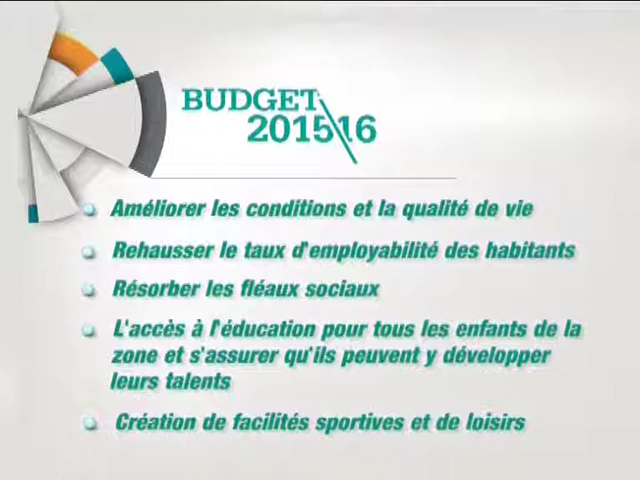 BUDGET
2015\16
Améliorer les conditions et la qualité de vie
Rehausser le taux d'employabilité des habitants
Résorber les fléaux sociaux
L'accès à l'éducation pour tous les enfants de la
zone et s'assurer qu'ils peuvent y développer
leurs talents
Création de facilités sportives et de loisirs